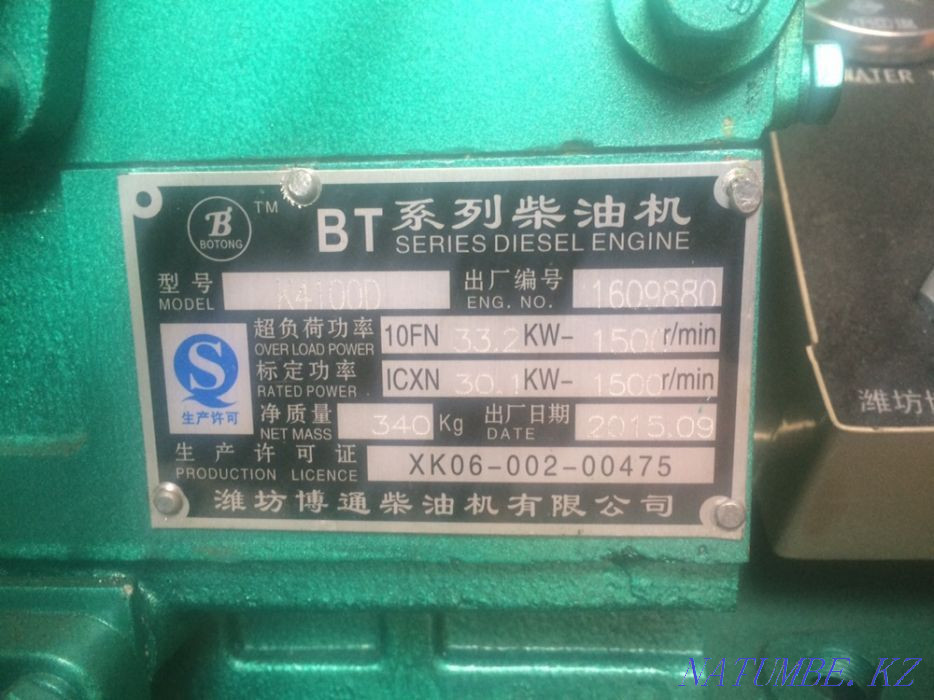 WATER
BOTONG
TM
BT 系列柴油机
SERIES DIESEL ENGINE
型号 K4100D 出厂编号 1609880
MODEL ENG. NO.
超负荷功率 10FN 33.2 KW- 1500 r/min
OVER LOAD POWER
标定功率 ICXN 30.1 KW- 1500 r/min
RATED POWER
S
生产许可
净质量 340 Kg 出厂日期 2015.09
NET MASS DATE
生产许可证 XK06-002-00475
PRODUCTION LICENCE
潍坊博通柴油机有限公司
潍坊博
NATUMBE.KZ